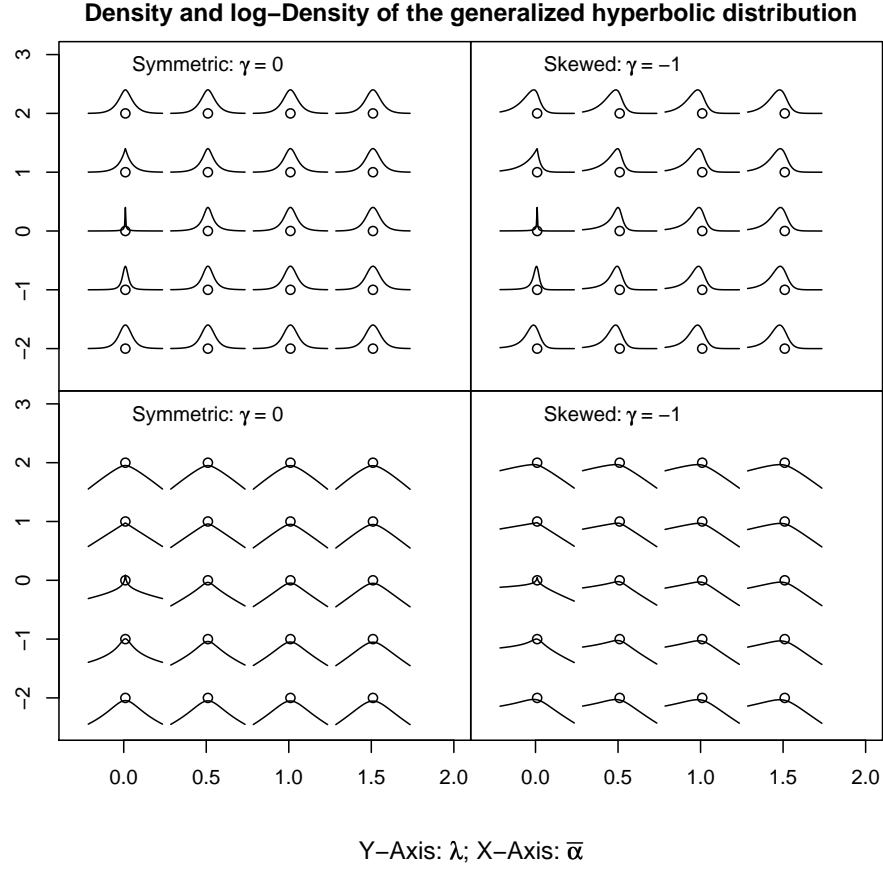 Density and log−Density of the generalized hyperbolic distribution
Symmetric: γ = 0
Skewed: γ = −1
3
2
1
0
−1
−2
Symmetric: γ = 0
Skewed: γ = −1
3
2
1
0
−1
−2
0.0 0.5 1.0 1.5 2.0
0.0 0.5 1.0 1.5 2.0
Y−Axis: λ; X−Axis: α̅